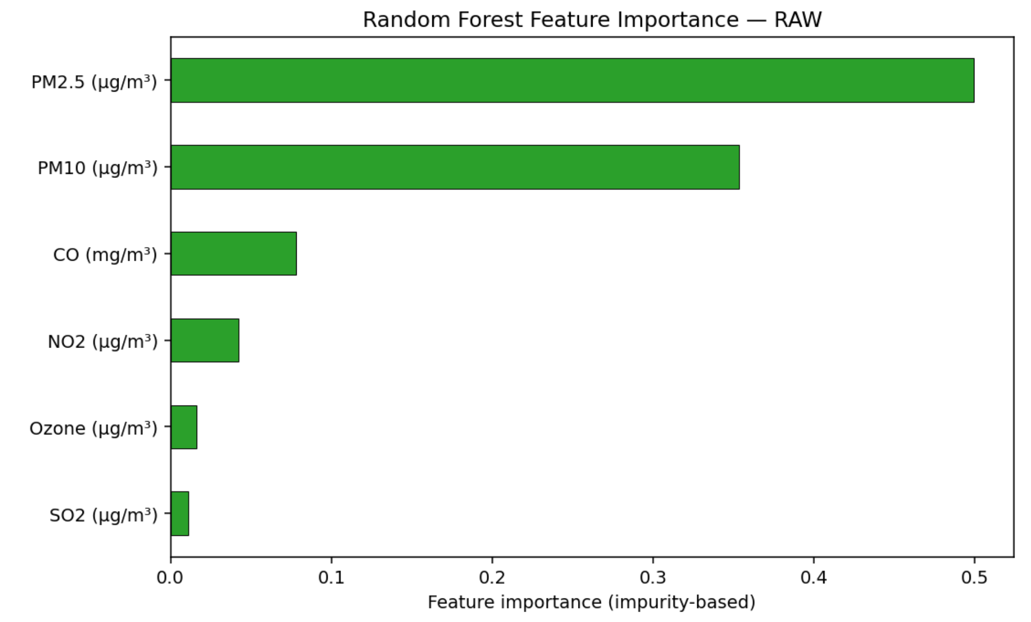 Random Forest Feature Importance — RAW
PM2.5 (µg/m³)
PM10 (µg/m³)
CO (mg/m³)
NO2 (µg/m³)
Ozone (µg/m³)
SO2 (µg/m³)
0.0 0.1 0.2 0.3 0.4 0.5
Feature importance (impurity-based)